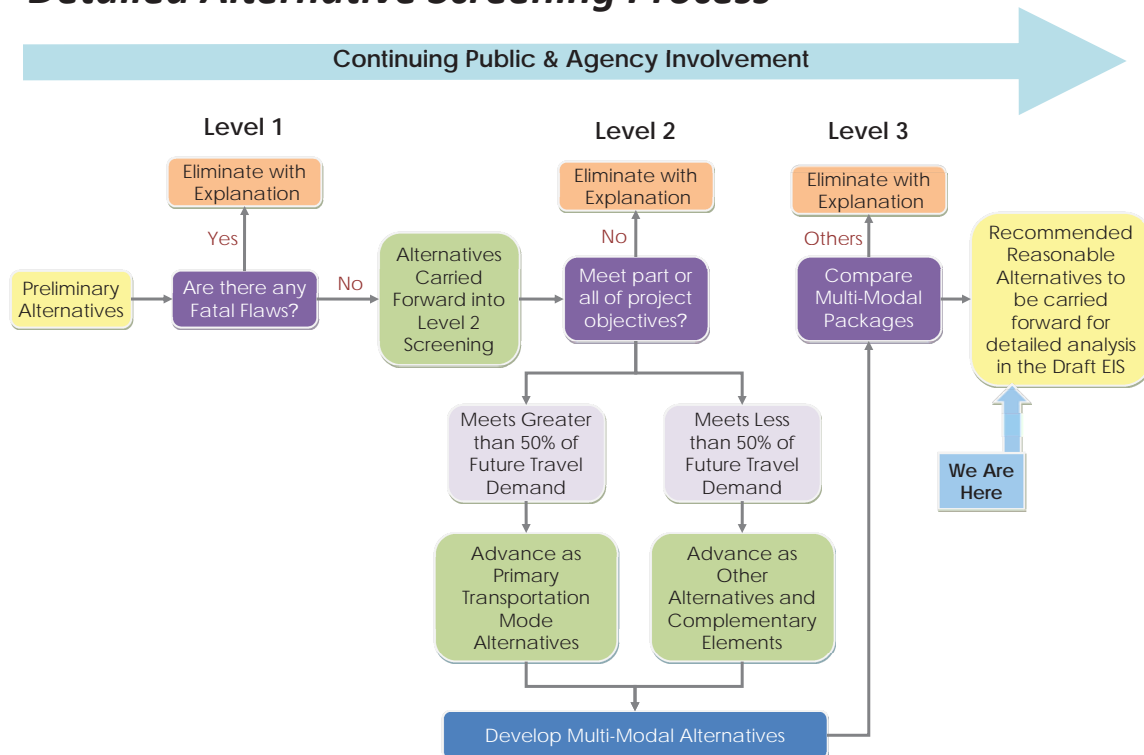 Detailed Alternative Screening Process
Continuing Public & Agency Involvement
Level 1
Level 2
Level 3
Eliminate with
Explanation
Eliminate with
Explanation
Eliminate with
Explanation
Yes
No
Others
Preliminary
Alternatives
Are there any
Fatal Flaws?
No
Alternatives
Carried
Forward into
Level 2
Screening
Meet part or
all of project
objectives?
Compare
Multi-Modal
Packages
Recommended
Reasonable
Alternatives to
be carried
forward for
detailed analysis
in the Draft EIS
Meets Greater
than 50% of
Future Travel
Demand
Meets Less
than 50% of
Future Travel
Demand
We Are
Here
Advance as
Primary
Transportation
Mode
Alternatives
Advance as
Other
Alternatives and
Complementary
Elements
Develop Multi-Modal Alternatives